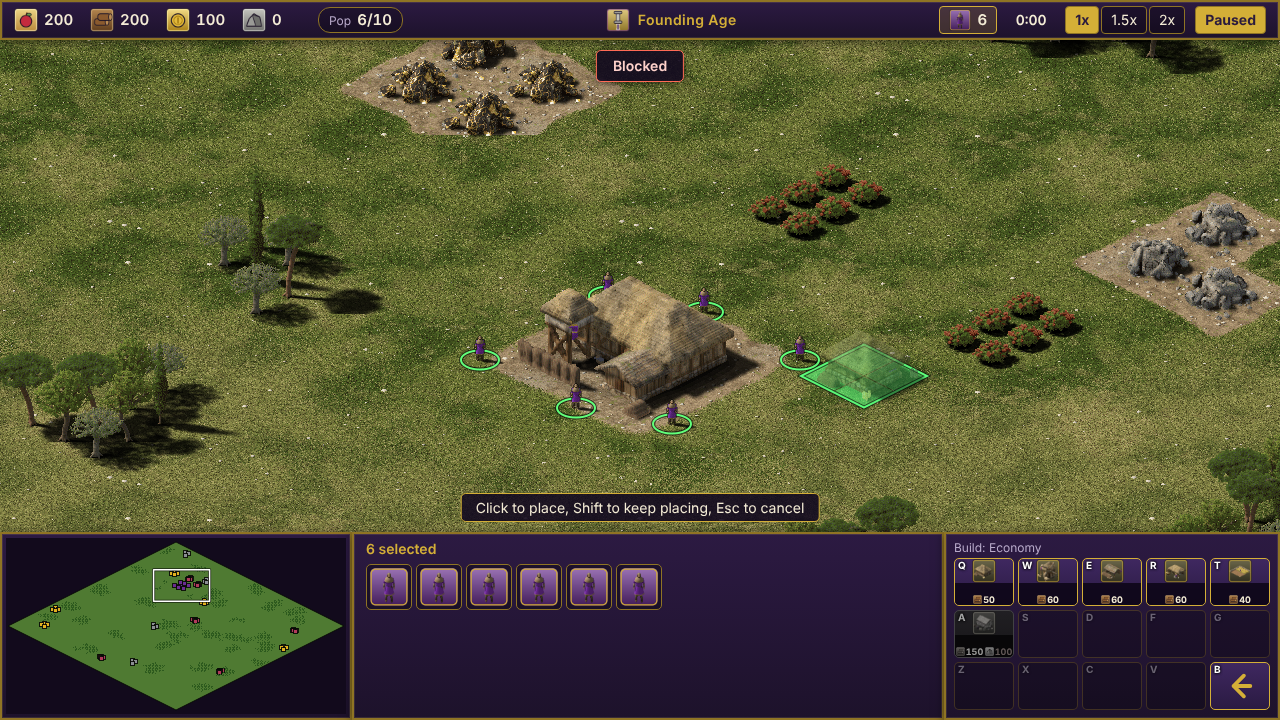 200
200
100
0
Pop 6/10
Founding Age
6
0:00
1x
1.5x
2x
Paused
Blocked
Click to place, Shift to keep placing, Esc to cancel
6 selected
Build: Economy
Q
50
W
60
E
60
R
60
T
40
A
150 100
S
D
F
G
Z
X
C
V
B